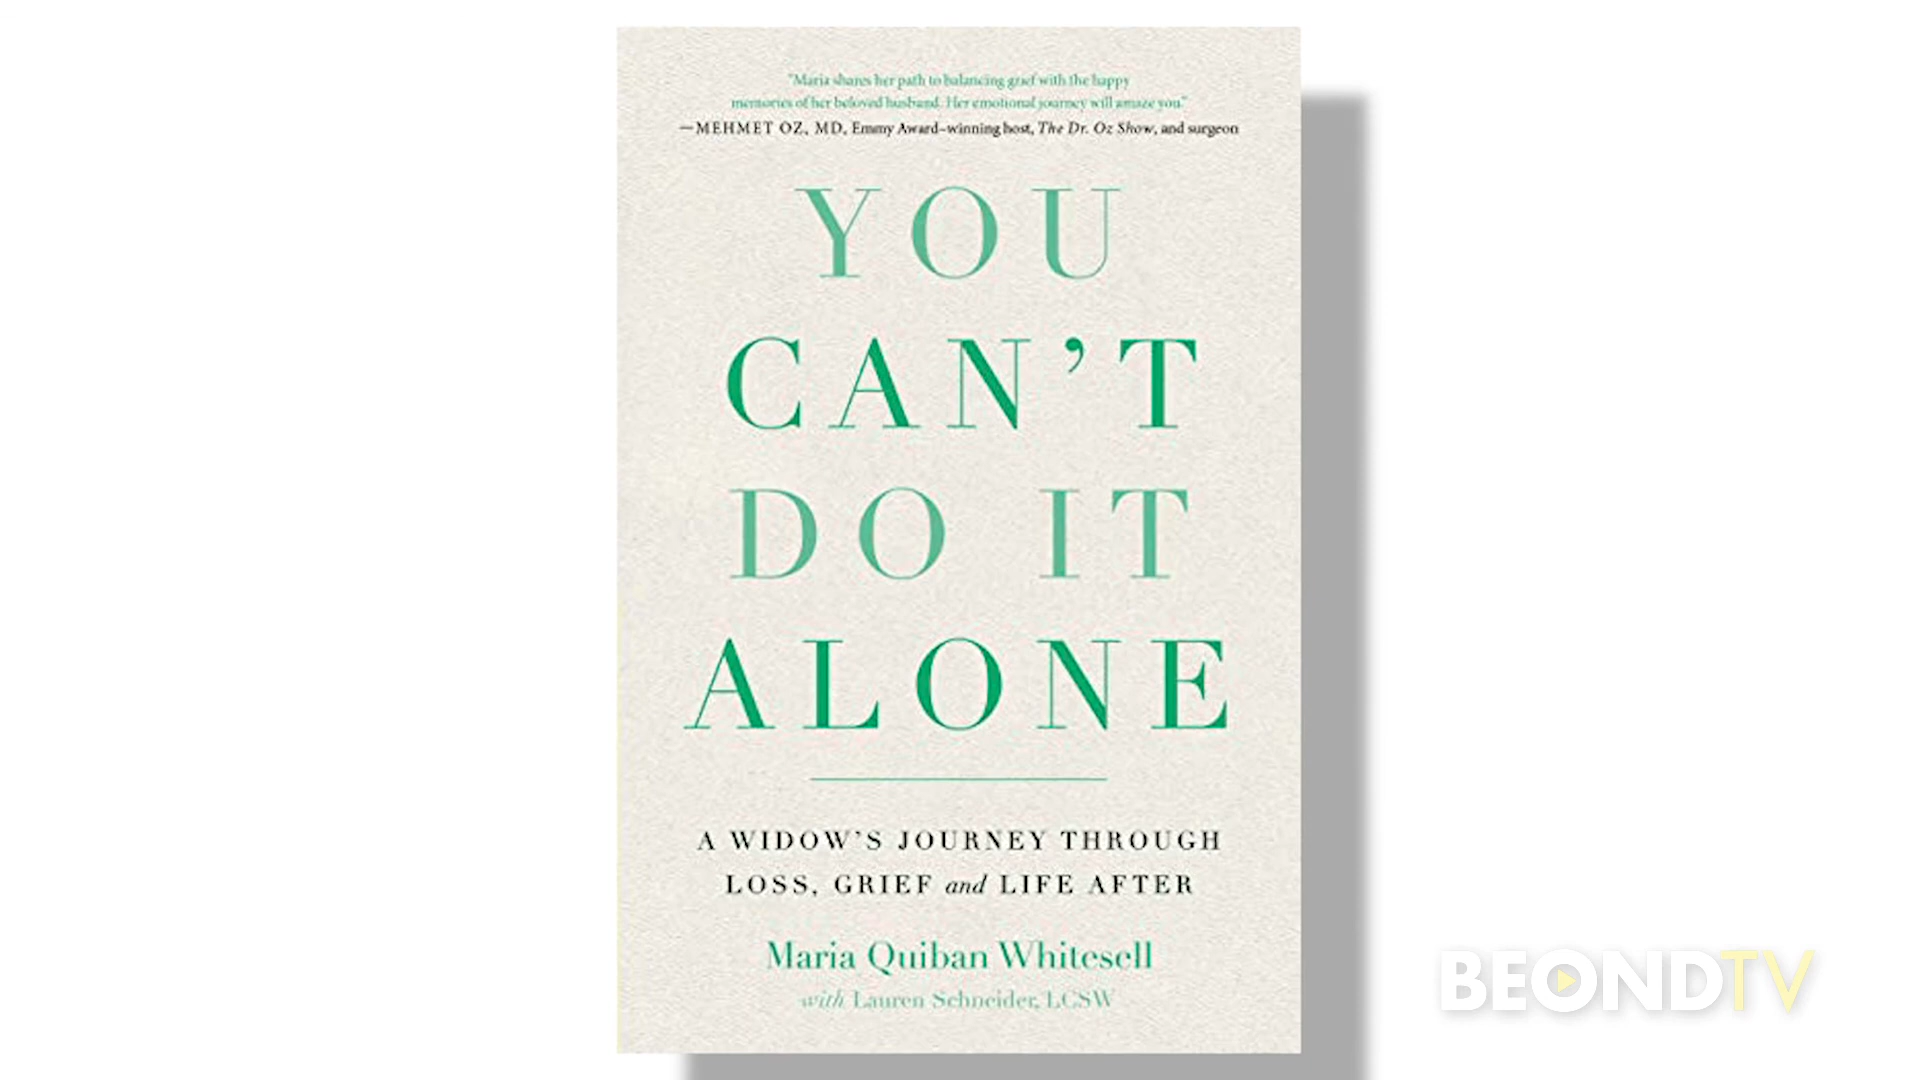 "Maria shares her path to balancing grief with the happy
memories of her beloved husband. Her emotional journey will amaze you."
—MEHMET OZ, MD, Emmy Award–winning host, The Dr. Oz Show, and surgeon
YOU
CAN'T
DO IT
ALONE
A WIDOW'S JOURNEY THROUGH
LOSS, GRIEF and LIFE AFTER
Maria Quiban Whitesell
with Lauren Schneider, LCSW
BEONDTV